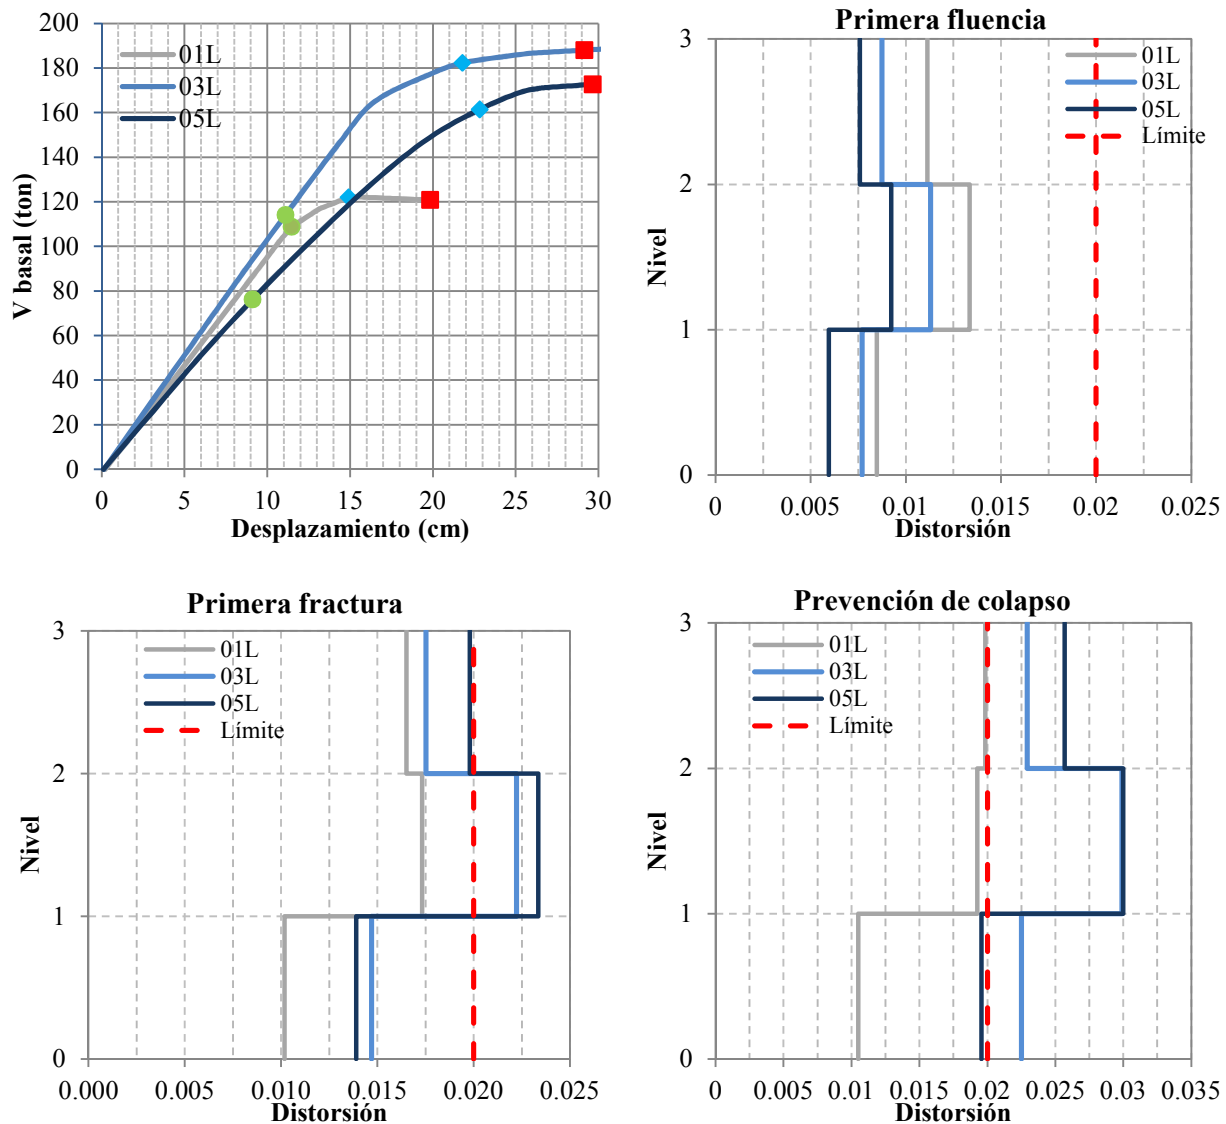 200
180
160
140
120
100
80
60
40
20
0
V basal (ton)
01L
03L
05L
0
5
10
15
20
25
30
Desplazamiento (cm)
Primera fluencia
3
2
1
0
Nivel
01L
03L
05L
Límite
0
0.005
0.01
0.015
0.02
0.025
Distorsión
Primera fractura
3
2
1
0
Nivel
01L
03L
05L
Límite
0.000
0.005
0.010
0.015
0.020
0.025
Distorsión
Prevención de colapso
3
2
1
0
Nivel
01L
03L
05L
Límite
0
0.005
0.01
0.015
0.02
0.025
0.03
0.035
Distorsión